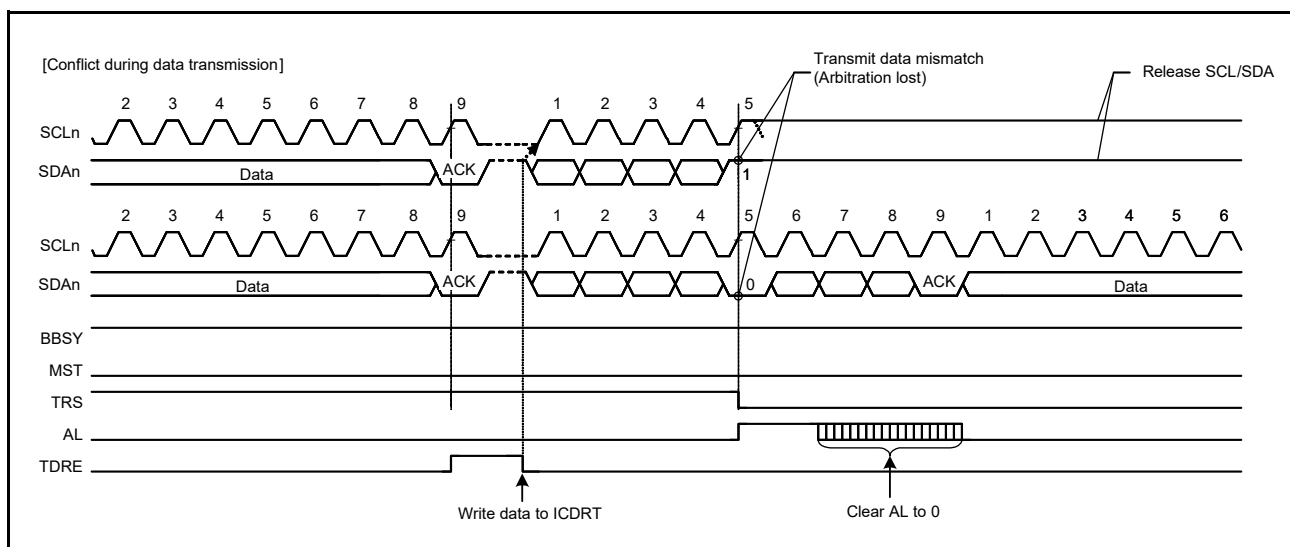 [Conflict during data transmission]
Transmit data mismatch
(Arbitration lost)
Release SCL/SDA
2 3 4 5 6 7 8 9 1 2 3 4 5
SCLn
SDAn Data ACK 1
2 3 4 5 6 7 8 9 1 2 3 4 5 6 7 8 9 1 2 3 4 5 6
SCLn
SDAn Data ACK 0 ACK Data
BBSY
MST
TRS
AL
TDRE
Write data to ICDRT Clear AL to 0